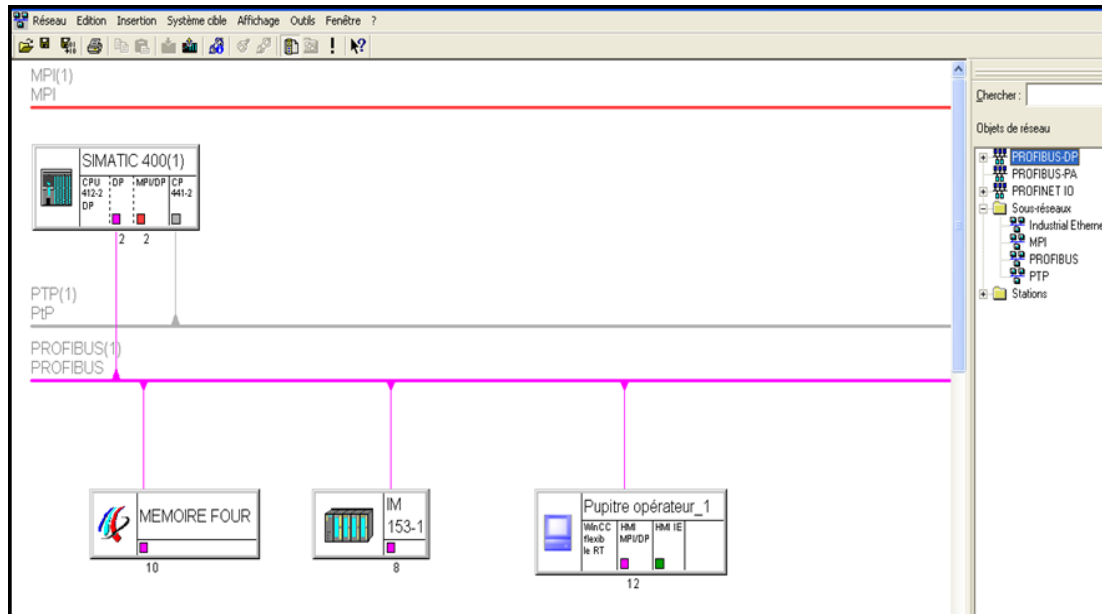 Réseau Edition Insertion Système cible Affichage Outils Fenêtre ?
MPI(1)
MPI
SIMATIC 400(1)
CPU 412-2 DP
DP
MPI/DP
CP 441-2
2 2
PTP(1)
PtP
PROFIBUS(1)
PROFIBUS
MEMOIRE FOUR
10
IM
153-1
8
Pupitre opérateur_1
WinCC flexib le RT
HMI MPI/DP
HMI IE
12
Chercher :
Objets de réseau
PROFIBUS-DP
PROFIBUS-PA
PROFINET IO
Sous-réseaux
Industrial Etherne
MPI
PROFIBUS
PTP
Stations